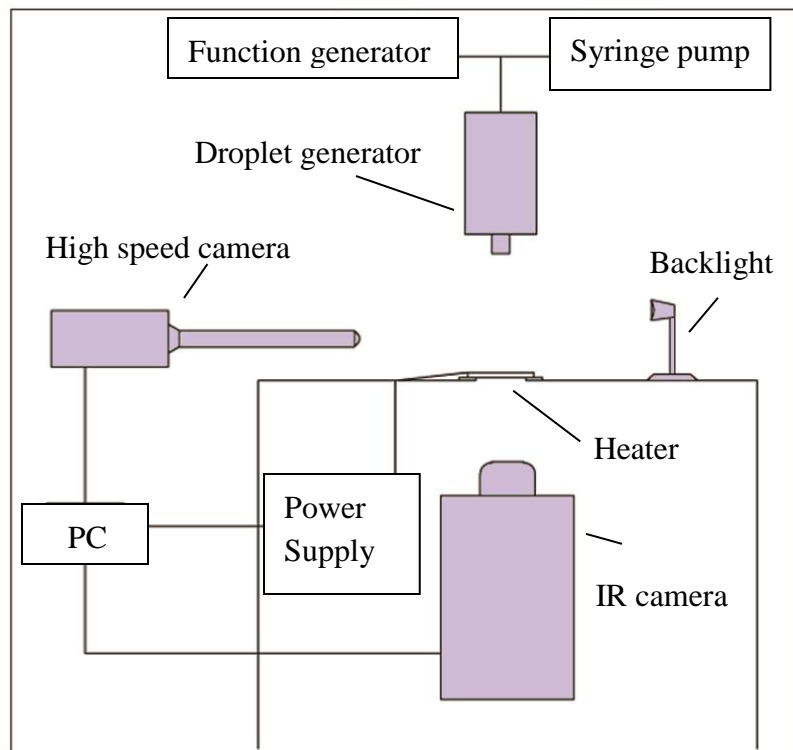 Function generator
Syringe pump
Droplet generator
High speed camera
Backlight
Heater
Power
Supply
PC
IR camera